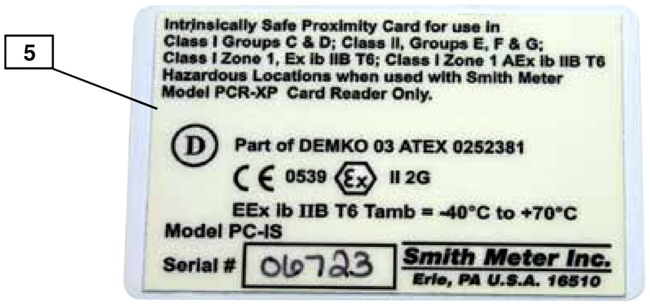 5
Intrinsically Safe Proximity Card for use in
Class I Groups C & D; Class II, Groups E, F & G;
Class I Zone 1, Ex ib IIB T6; Class I Zone 1 AEx ib IIB T6
Hazardous Locations when used with Smith Meter
Model PCR-XP Card Reader Only.
D Part of DEMKO 03 ATEX 0252381
CE 0539 Ex II 2G
EEx ib IIB T6 Tamb = -40°C to +70°C
Model PC-IS
Serial # 06723
Smith Meter Inc.
Erie, PA U.S.A. 16510